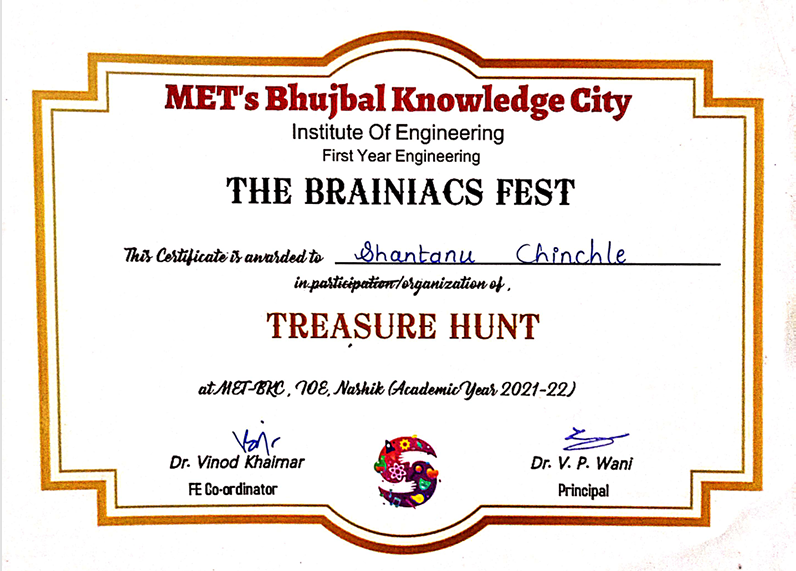 MET's Bhujbal Knowledge City
Institute Of Engineering
First Year Engineering
THE BRAINIACS FEST
This Certificate is awarded to Shantanu Chinchle
in participation/organization of,
TREASURE HUNT
at MET-BKC, IOE, Nashik (Academic Year 2021-22)
Dr. Vinod Khairnar
Dr. V. P. Wani
FE Co-ordinator
Principal